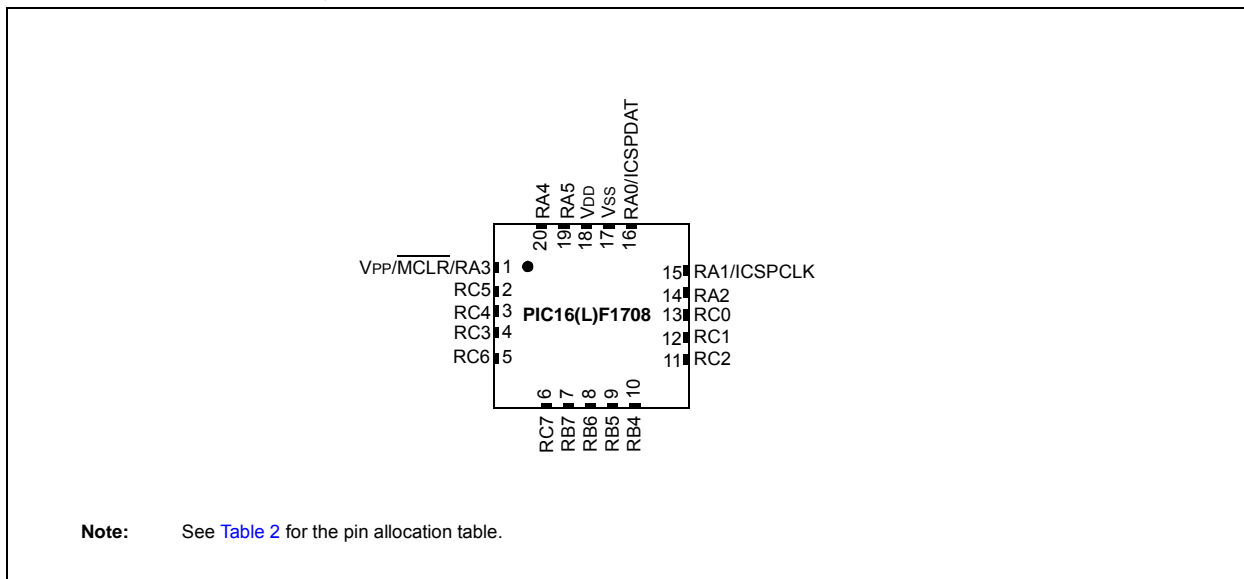 RA4
RA5
VDD
VSS
RA0/ICSPDAT
20
19
18
17
16
VPP/MCLR/RA3 1
RC5 2
RC4 3
RC3 4
RC6 5
PIC16(L)F1708
15 RA1/ICSPCLK
14 RA2
13 RC0
12 RC1
11 RC2
6
7
8
9
10
RC7
RB7
RB6
RB5
RB4
Note: See Table 2 for the pin allocation table.